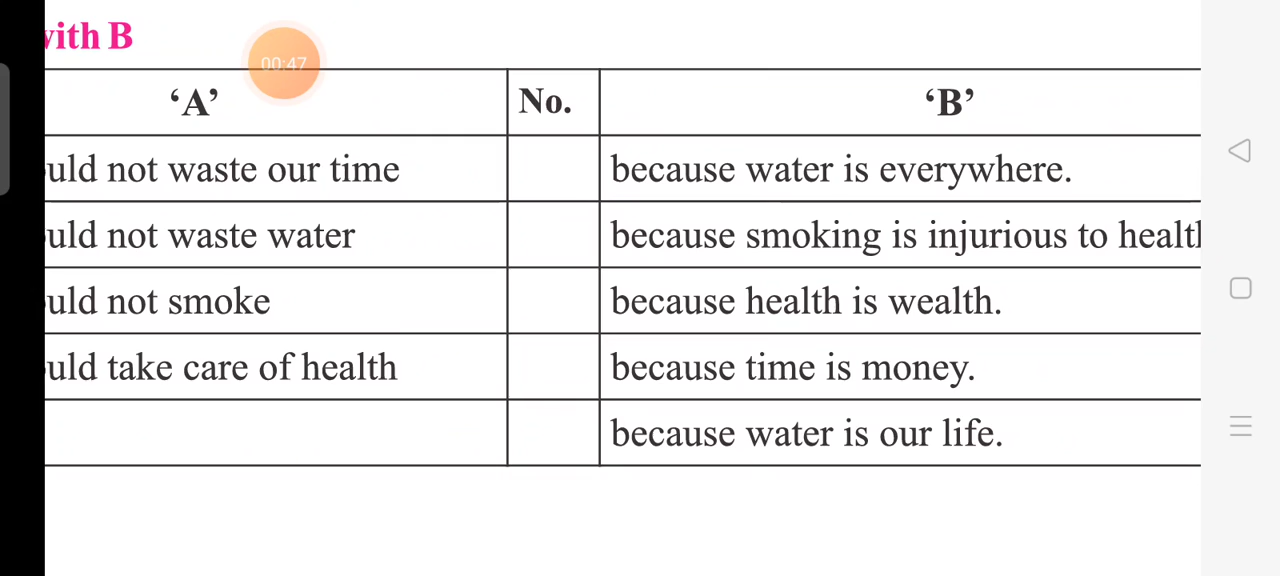 with B
00:47
‘A’ No. ‘B’
uld not waste our time because water is everywhere.
uld not waste water because smoking is injurious to health
uld not smoke because health is wealth.
uld take care of health because time is money.
because water is our life.